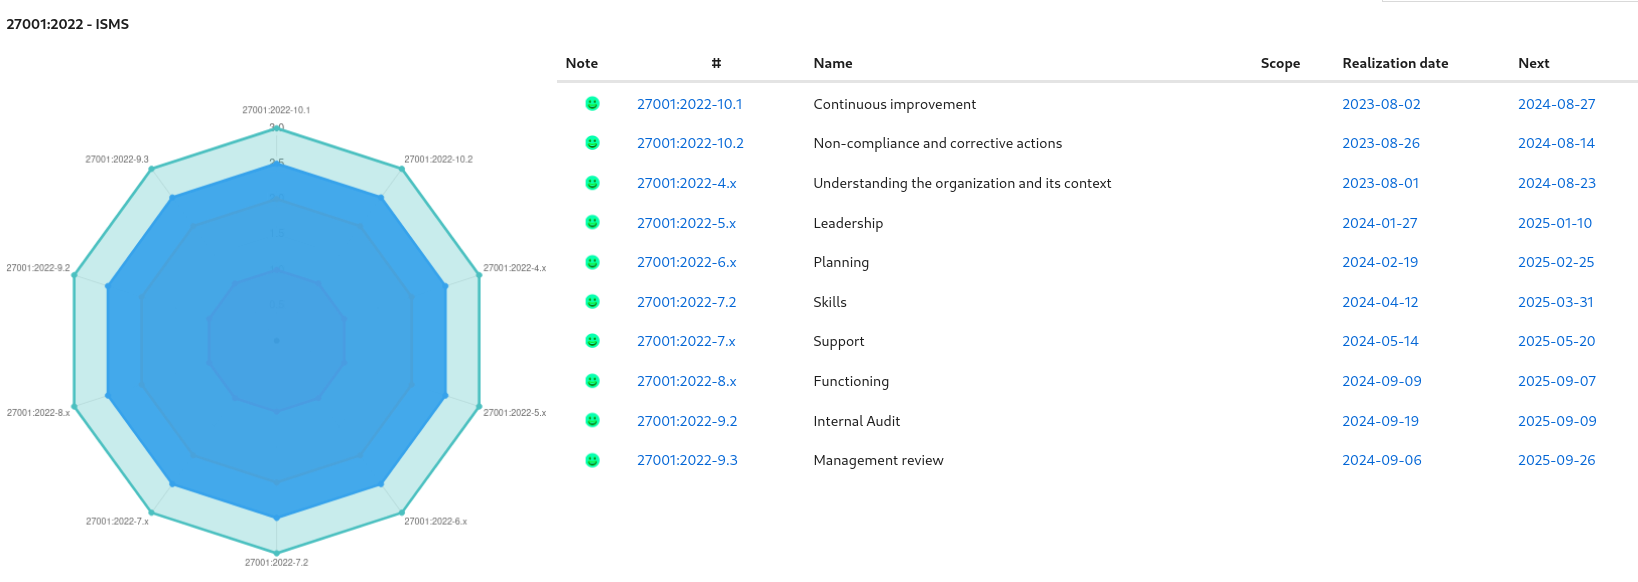 27001:2022 - ISMS
Note # Name Scope Realization date Next
27001:2022-10.1 Continuous improvement 2023-08-02 2024-08-27
27001:2022-10.2 Non-compliance and corrective actions 2023-08-26 2024-08-14
27001:2022-4.x Understanding the organization and its context 2023-08-01 2024-08-23
27001:2022-5.x Leadership 2024-01-27 2025-01-10
27001:2022-6.x Planning 2024-02-19 2025-02-25
27001:2022-7.2 Skills 2024-04-12 2025-03-31
27001:2022-7.x Support 2024-05-14 2025-05-20
27001:2022-8.x Functioning 2024-09-09 2025-09-07
27001:2022-9.2 Internal Audit 2024-09-19 2025-09-09
27001:2022-9.3 Management review 2024-09-06 2025-09-26
27001:2022-10.1
3.0
27001:2022-9.3
27001:2022-10.2
2.5
2.0
1.5
27001:2022-9.2
27001:2022-4.x
27001:2022-8.x
27001:2022-5.x
27001:2022-7.x
27001:2022-6.x
27001:2022-7.2